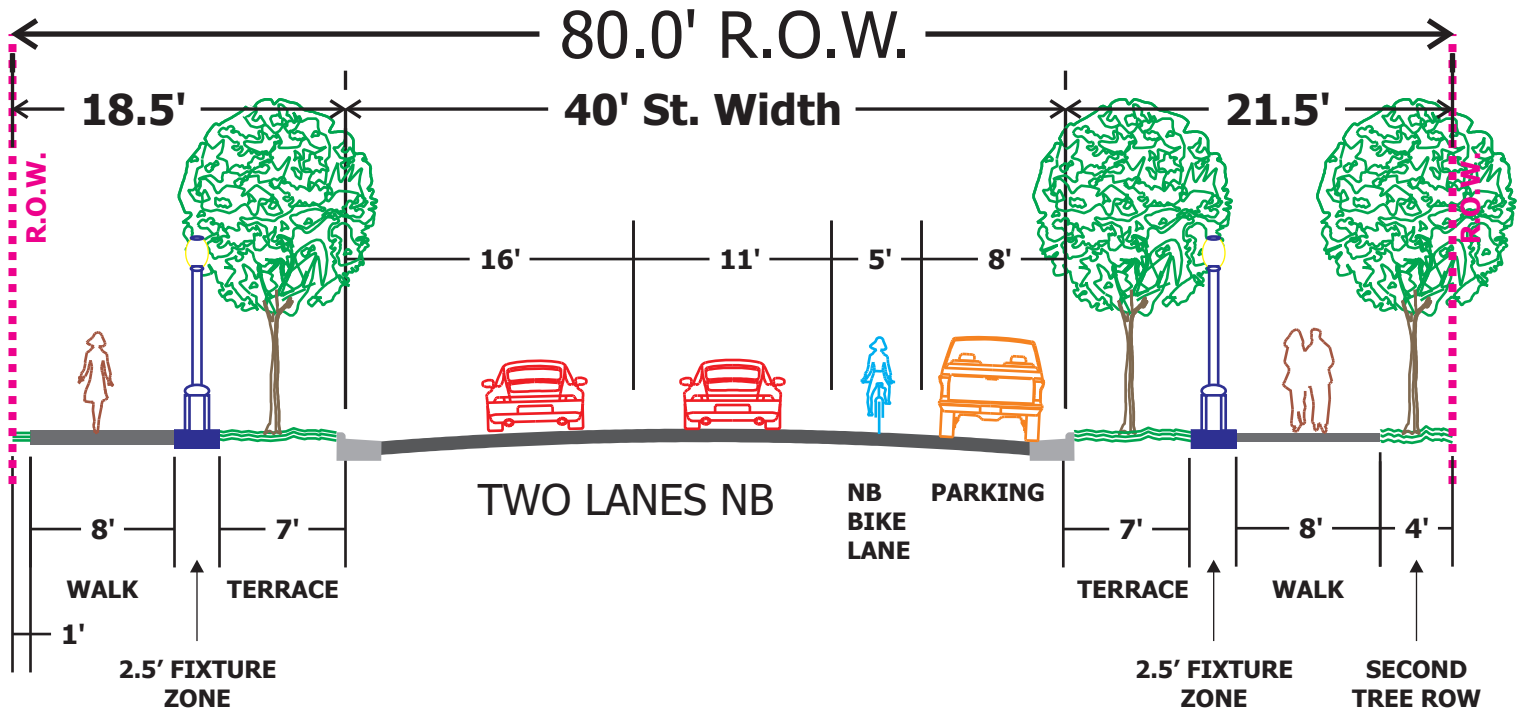 80.0' R.O.W.
18.5'
40' St. Width
21.5'
R.O.W.
R.O.W.
16'
11'
5'
8'
TWO LANES NB
NB
BIKE
LANE
PARKING
8'
7'
7'
8'
4'
WALK
TERRACE
TERRACE
WALK
1'
2.5’ FIXTURE
ZONE
2.5’ FIXTURE
ZONE
SECOND
TREE ROW